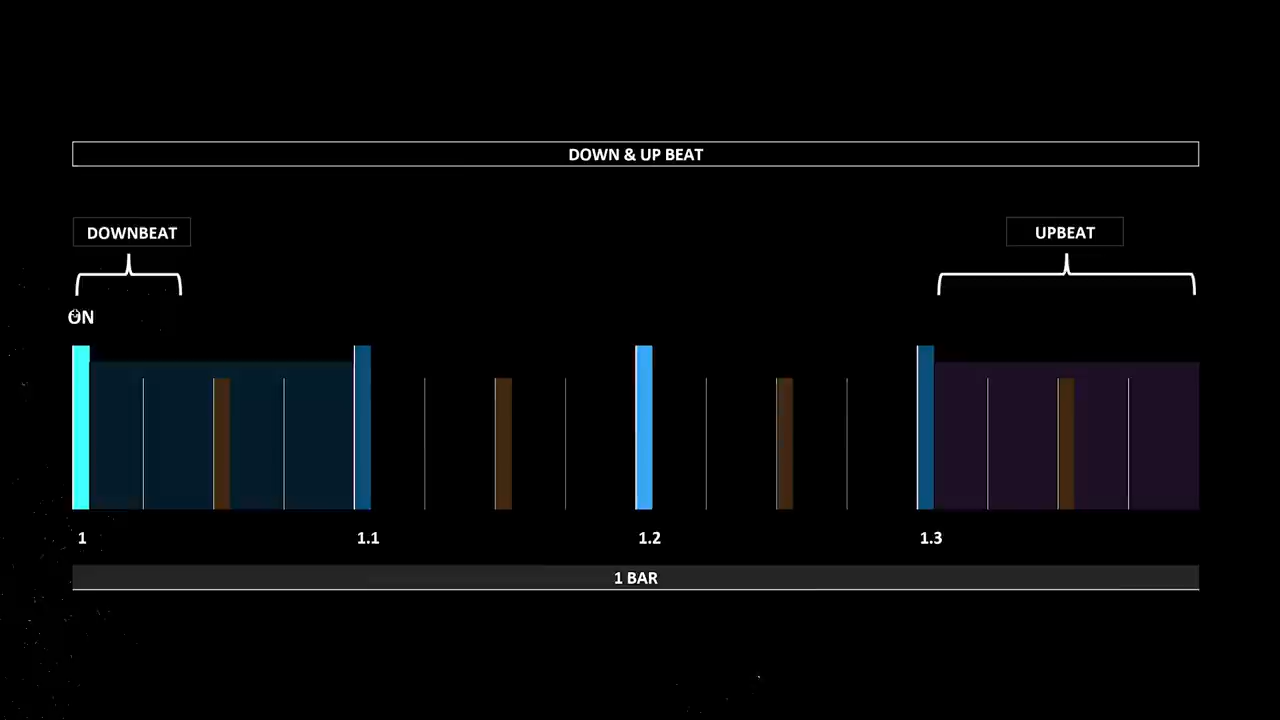 DOWN & UP BEAT
DOWNBEAT
UPBEAT
ON
1
1.1
1.2
1.3
1 BAR